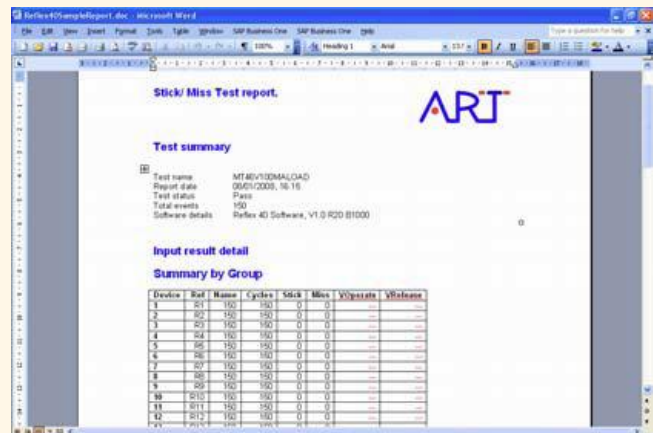 Reflex40SampleReport.doc - Microsoft Word
File Edit View Insert Format Tools Table Window SAP Business One SAP Business One Help
Type a question for help
100% Heading 1 Arial
Stick/ Miss Test report.
ART
Test summary
Test name MT46V100MALOAD
Report date 08/01/2008, 16:16
Test status Pass
Total events 150
Software details Reflex 40 Software, V1.0 R20 B1000
Input result detail
Summary by Group
Device Ref Name Cycles Stick Miss VOperate VRelease
1 R1 150 150 0 0 --- ---
2 R2 150 150 0 0 --- ---
3 R3 150 150 0 0 --- ---
4 R4 150 150 0 0 --- ---
5 R5 150 150 0 0 --- ---
6 R6 150 150 0 0 --- ---
7 R7 150 150 0 0 --- ---
8 R8 150 150 0 0 --- ---
9 R9 150 150 0 0 --- ---
10 R10 150 150 0 0 --- ---
11 R11 150 150 0 0 --- ---
12 R12 150 150 0 0 --- ---